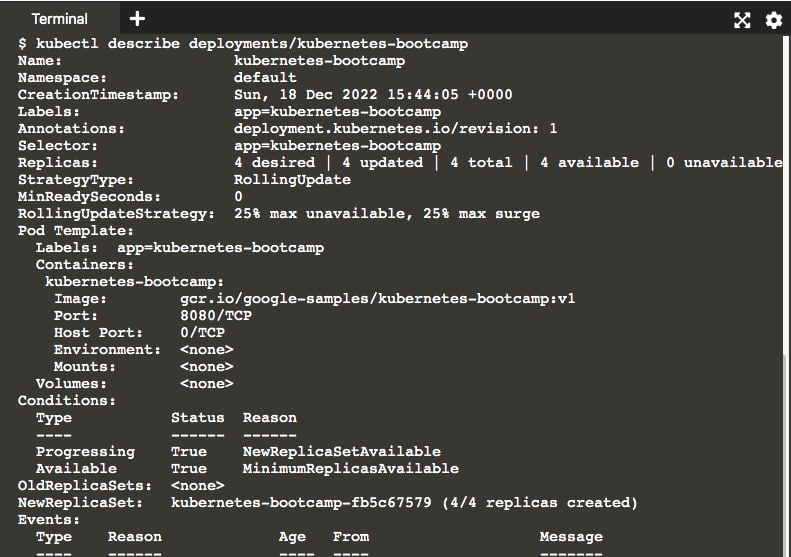 Terminal
$ kubectl describe deployments/kubernetes-bootcamp
Name:                   kubernetes-bootcamp
Namespace:              default
CreationTimestamp:      Sun, 18 Dec 2022 15:44:05 +0000
Labels:                 app=kubernetes-bootcamp
Annotations:            deployment.kubernetes.io/revision: 1
Selector:               app=kubernetes-bootcamp
Replicas:               4 desired | 4 updated | 4 total | 4 available | 0 unavailable
StrategyType:           RollingUpdate
MinReadySeconds:        0
RollingUpdateStrategy:  25% max unavailable, 25% max surge
Pod Template:
  Labels:  app=kubernetes-bootcamp
  Containers:
   kubernetes-bootcamp:
    Image:        gcr.io/google-samples/kubernetes-bootcamp:v1
    Port:         8080/TCP
    Host Port:    0/TCP
    Environment:  <none>
    Mounts:       <none>
  Volumes:        <none>
Conditions:
  Type           Status  Reason
  ----           ------  ------
  Progressing    True    NewReplicaSetAvailable
  Available      True    MinimumReplicasAvailable
OldReplicaSets:  <none>
NewReplicaSet:   kubernetes-bootcamp-fb5c67579 (4/4 replicas created)
Events:
  Type    Reason             Age   From                   Message
  ----    ------             ----  ----                   -------